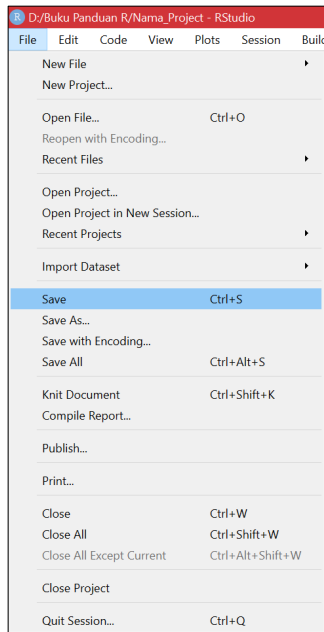 R D:/Buku Panduan R/Nama_Project - RStudio
File Edit Code View Plots Session Build
New File
New Project...
Open File... Ctrl+O
Reopen with Encoding...
Recent Files
Open Project...
Open Project in New Session...
Recent Projects
Import Dataset
Save Ctrl+S
Save As...
Save with Encoding...
Save All Ctrl+Alt+S
Knit Document Ctrl+Shift+K
Compile Report...
Publish...
Print...
Close Ctrl+W
Close All Ctrl+Shift+W
Close All Except Current Ctrl+Alt+Shift+W
Close Project
Quit Session... Ctrl+Q